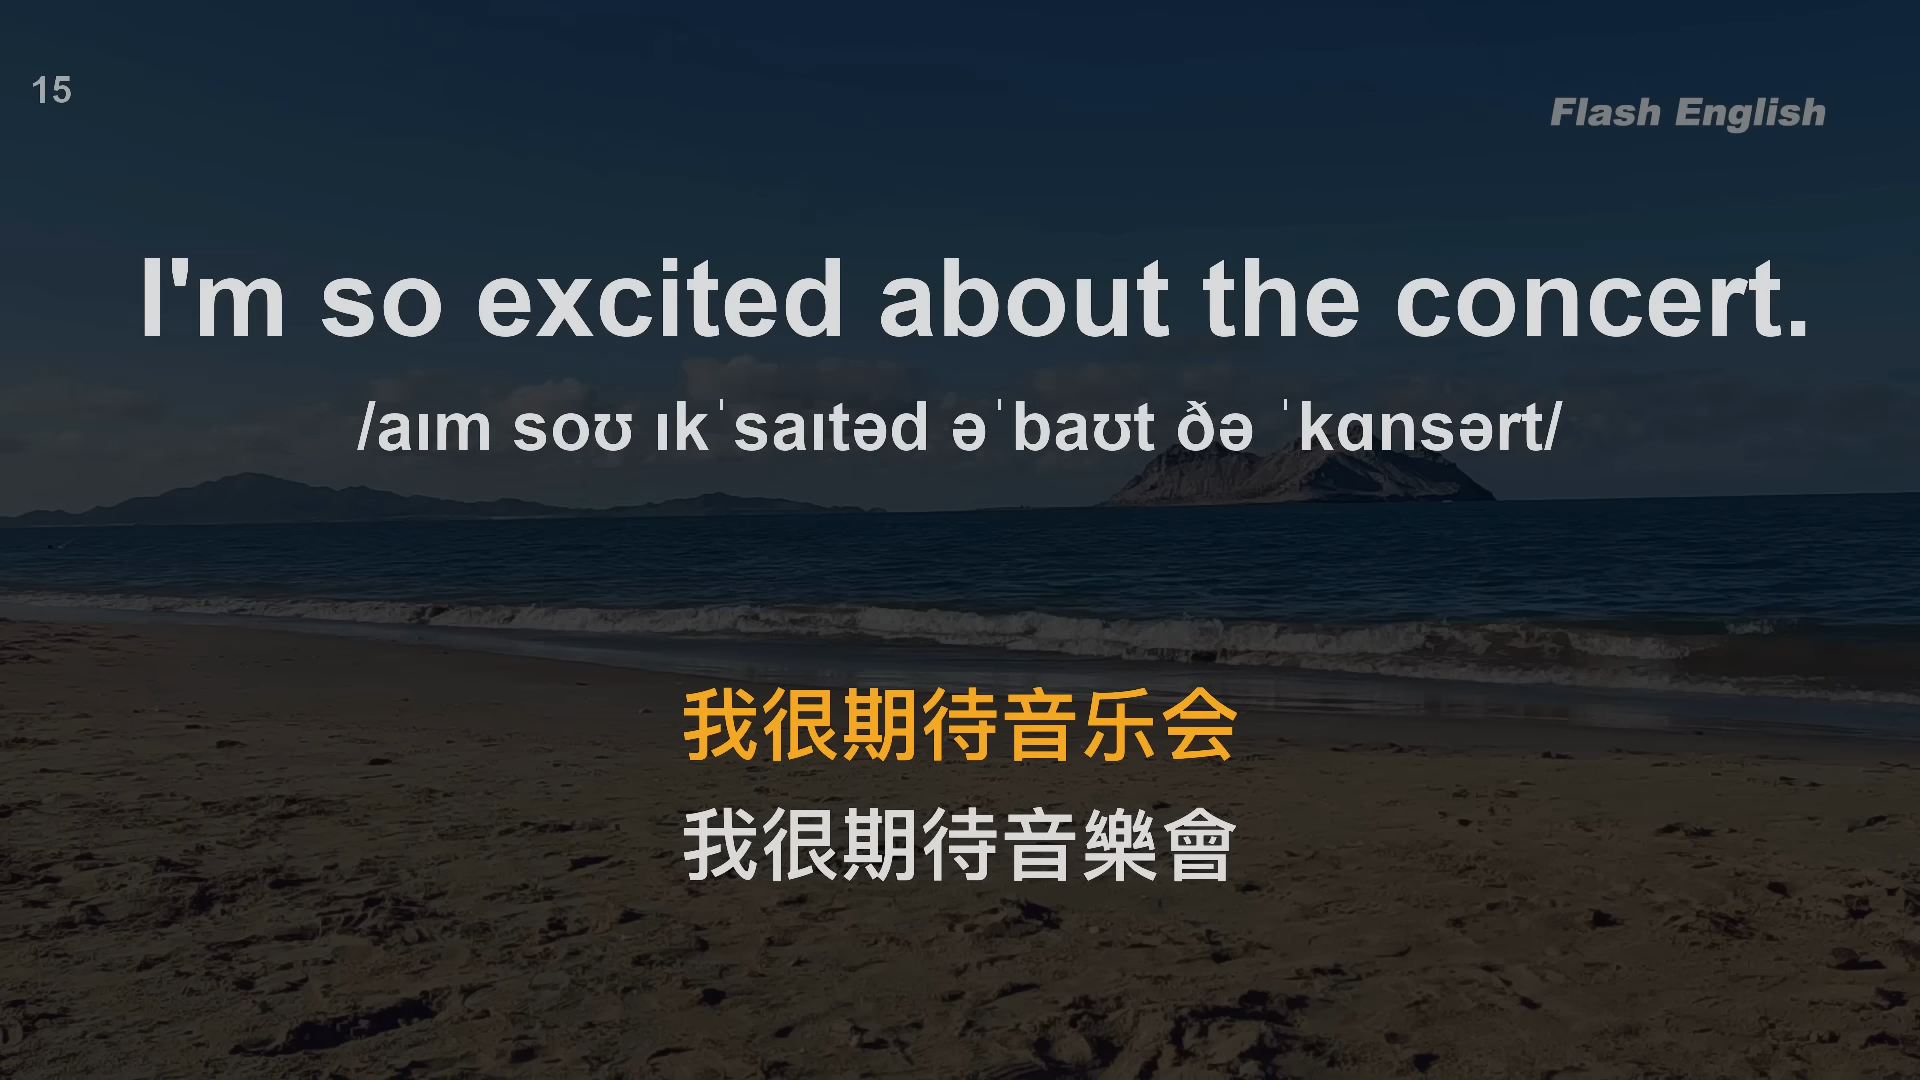 15
Flash English
I'm so excited about the concert.
/aɪm soʊ ɪkˈsaɪtəd əˈbaʊt ðə ˈkɑnsərt/
我很期待音乐会
我很期待音樂會